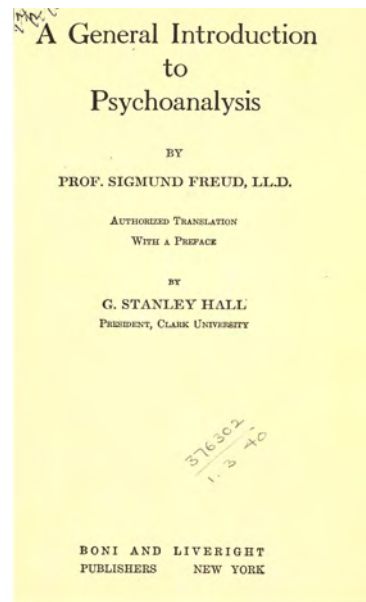 A General Introduction
to
Psychoanalysis
BY
PROF. SIGMUND FREUD, LL.D.
AUTHORIZED TRANSLATION
WITH A PREFACE
BY
G. STANLEY HALL
PRESIDENT, CLARK UNIVERSITY
376302
1. 3 40
BONI AND LIVERIGHT
PUBLISHERS NEW YORK